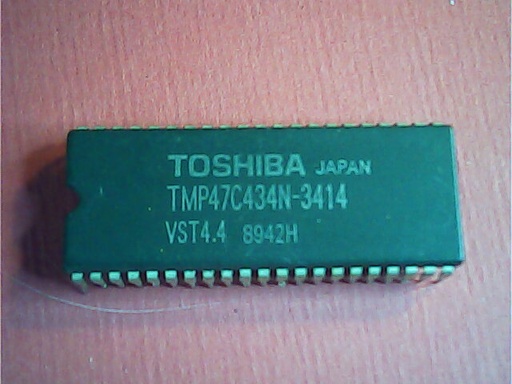 TOSHIBA JAPAN
TMP47C434N-3414
VST4.4 8942H